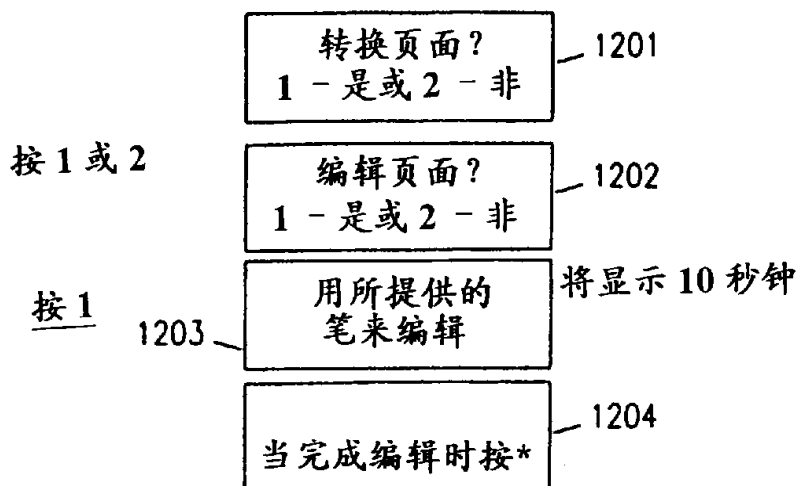 转换页面?
1 - 是或 2 - 非
1201
按 1 或 2
编辑页面?
1 - 是或 2 - 非
1202
按 1
用所提供的
笔来编辑
将显示 10 秒钟
1203
当完成编辑时按*
1204